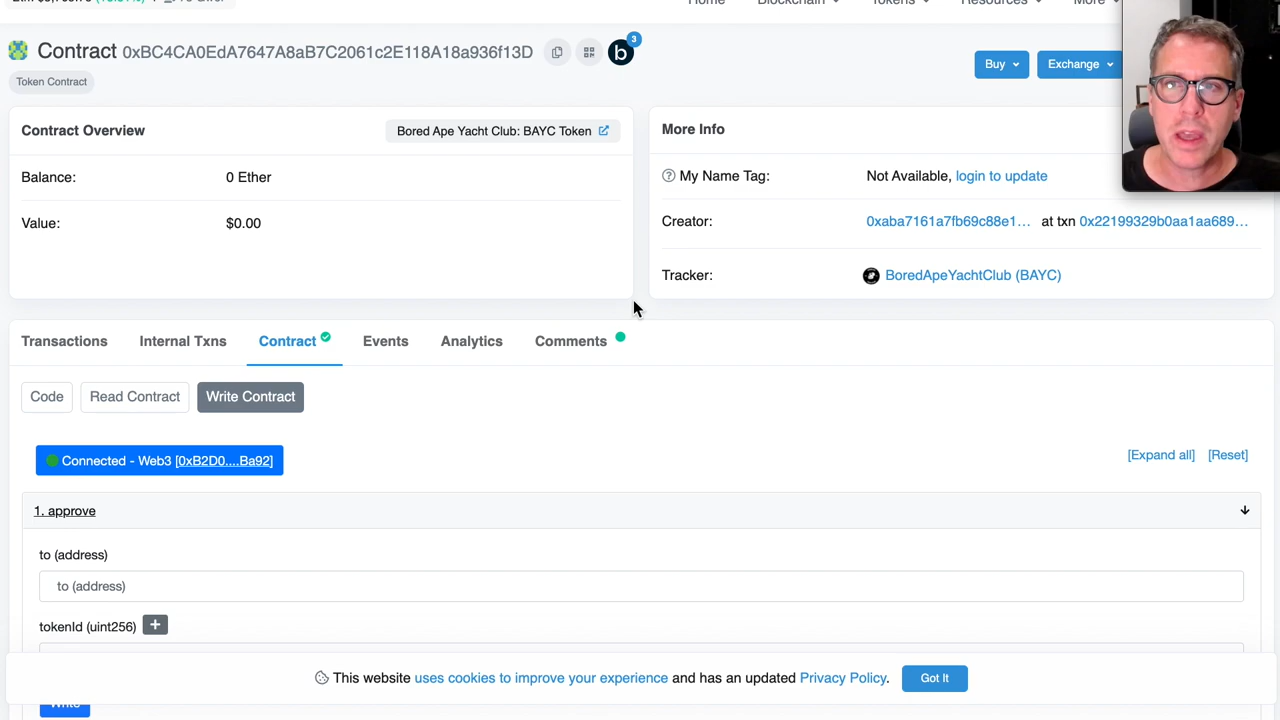 Home Blockchain Tokens Resources More
Contract 0xBC4CA0EdA7647A8aB7C2061c2E118A18a936f13D b 3
Buy Exchange
Token Contract
Contract Overview
Bored Ape Yacht Club: BAYC Token
Balance: 0 Ether
Value: $0.00
More Info
My Name Tag: Not Available, login to update
Creator: 0xaba7161a7fb69c88e1... at txn 0x22199329b0aa1aa689...
Tracker: BoredApeYachtClub (BAYC)
Transactions Internal Txns Contract Events Analytics Comments
Code Read Contract Write Contract
Connected - Web3 [0xB2D0....Ba92]
[Expand all] [Reset]
1. approve
to (address)
to (address)
tokenId (uint256) +
This website uses cookies to improve your experience and has an updated Privacy Policy. Got It
Write